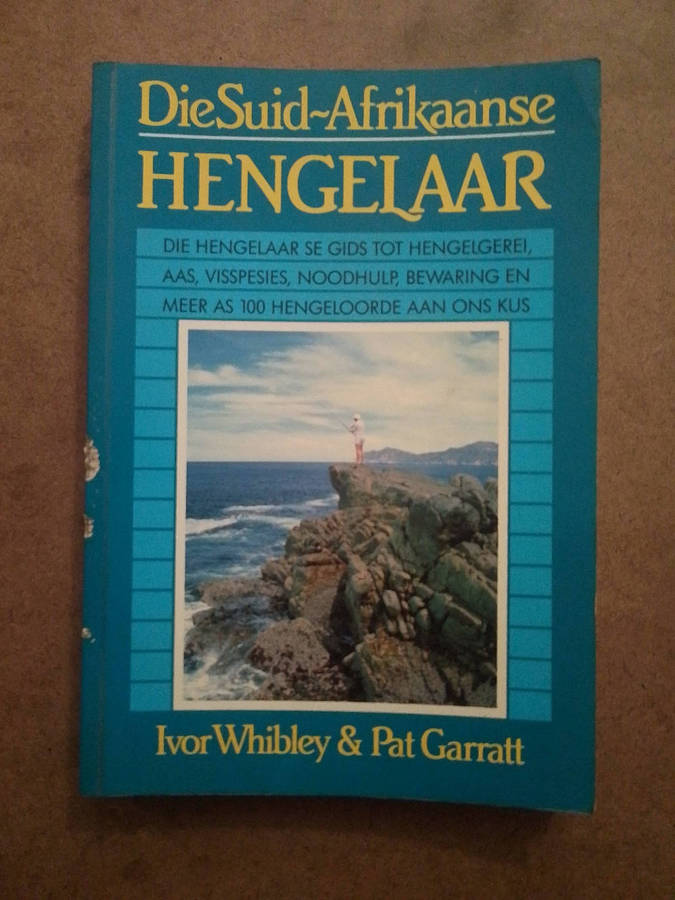 Die Suid-Afrikaanse
HENGELAAR
DIE HENGELAAR SE GIDS TOT HENGELGEREI,
AAS, VISSPESIES, NOODHULP, BEWARING EN
MEER AS 100 HENGELOORDE AAN ONS KUS
Ivor Whibley & Pat Garratt